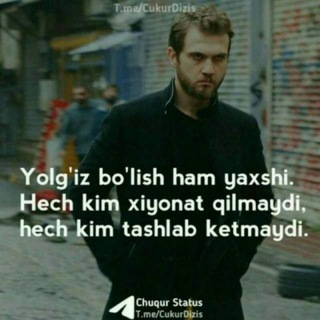 T.me/CukurDizis
Yolg'iz bo'lish ham yaxshi.
Hech kim xiyonat qilmaydi,
hech kim tashlab ketmaydi.
Chuqur Status
T.me/CukurDizis